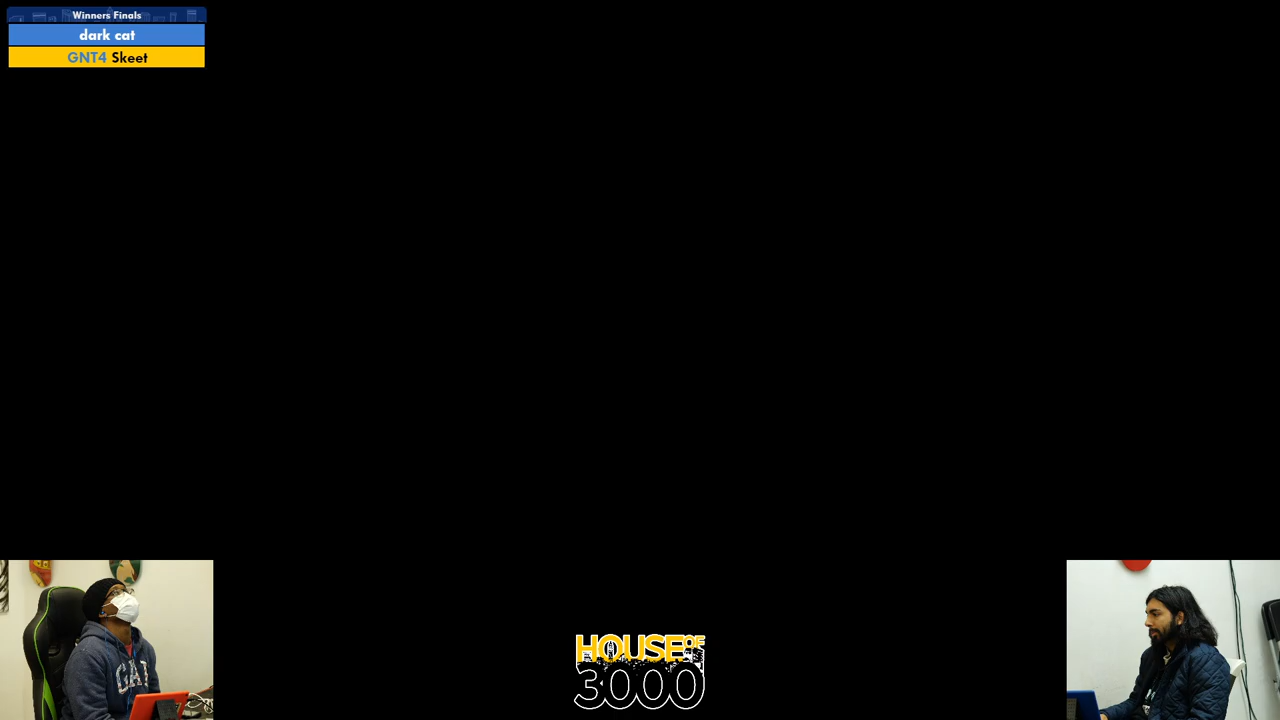 Winners Finals
dark cat
GNT4 Skeet
GAP
HOUSE OF
3000